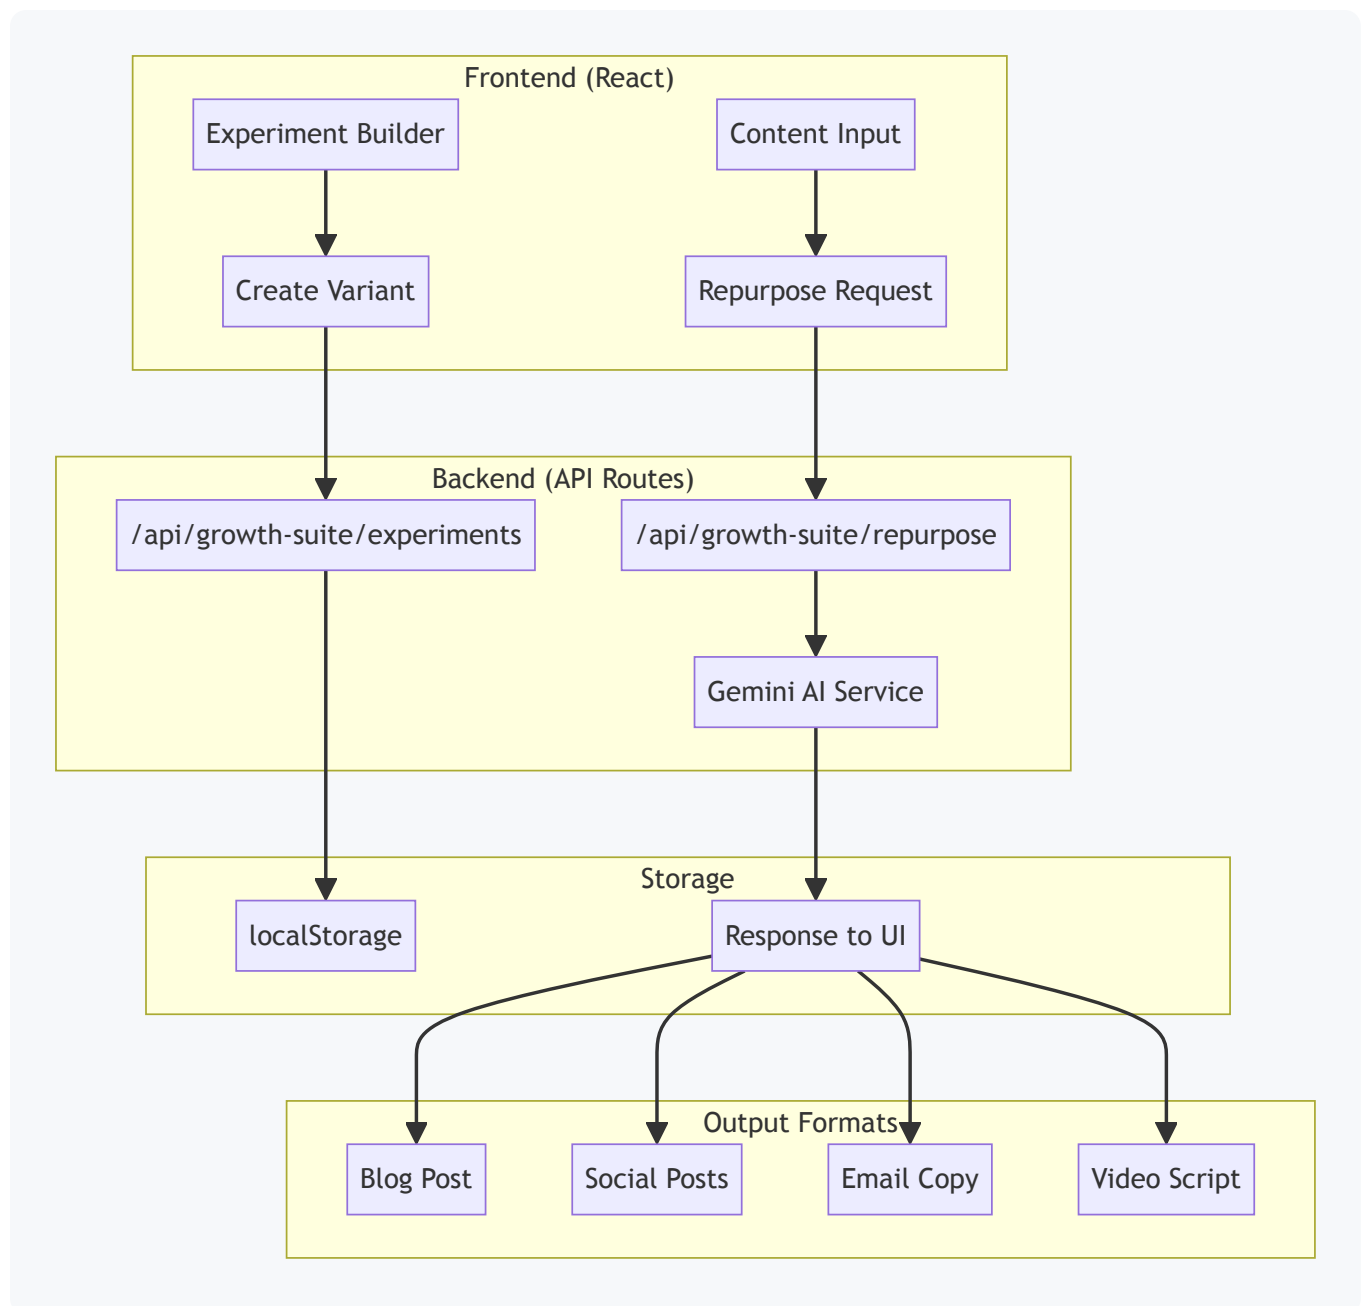 Frontend (React)
Experiment Builder
Content Input
Create Variant
Repurpose Request
Backend (API Routes)
/api/growth-suite/experiments
/api/growth-suite/repurpose
Gemini AI Service
Storage
localStorage
Response to UI
Output Formats
Blog Post
Social Posts
Email Copy
Video Script